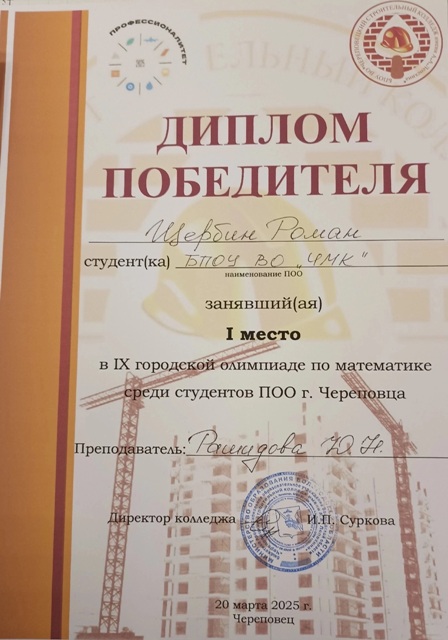 ПРОФЕССИОНАЛИТЕТ
ДИПЛОМ
ПОБЕДИТЕЛЯ
Щербин Роман
студент(ка) БПОУ ВО „ЧМК"
наименование ПОО
занявший(ая)
I место
в IX городской олимпиаде по математике
среди студентов ПОО г. Череповца
Преподаватель: Ю.Н.
Директор колледжа И.П. Суркова
20 марта 2025 г.
Череповец